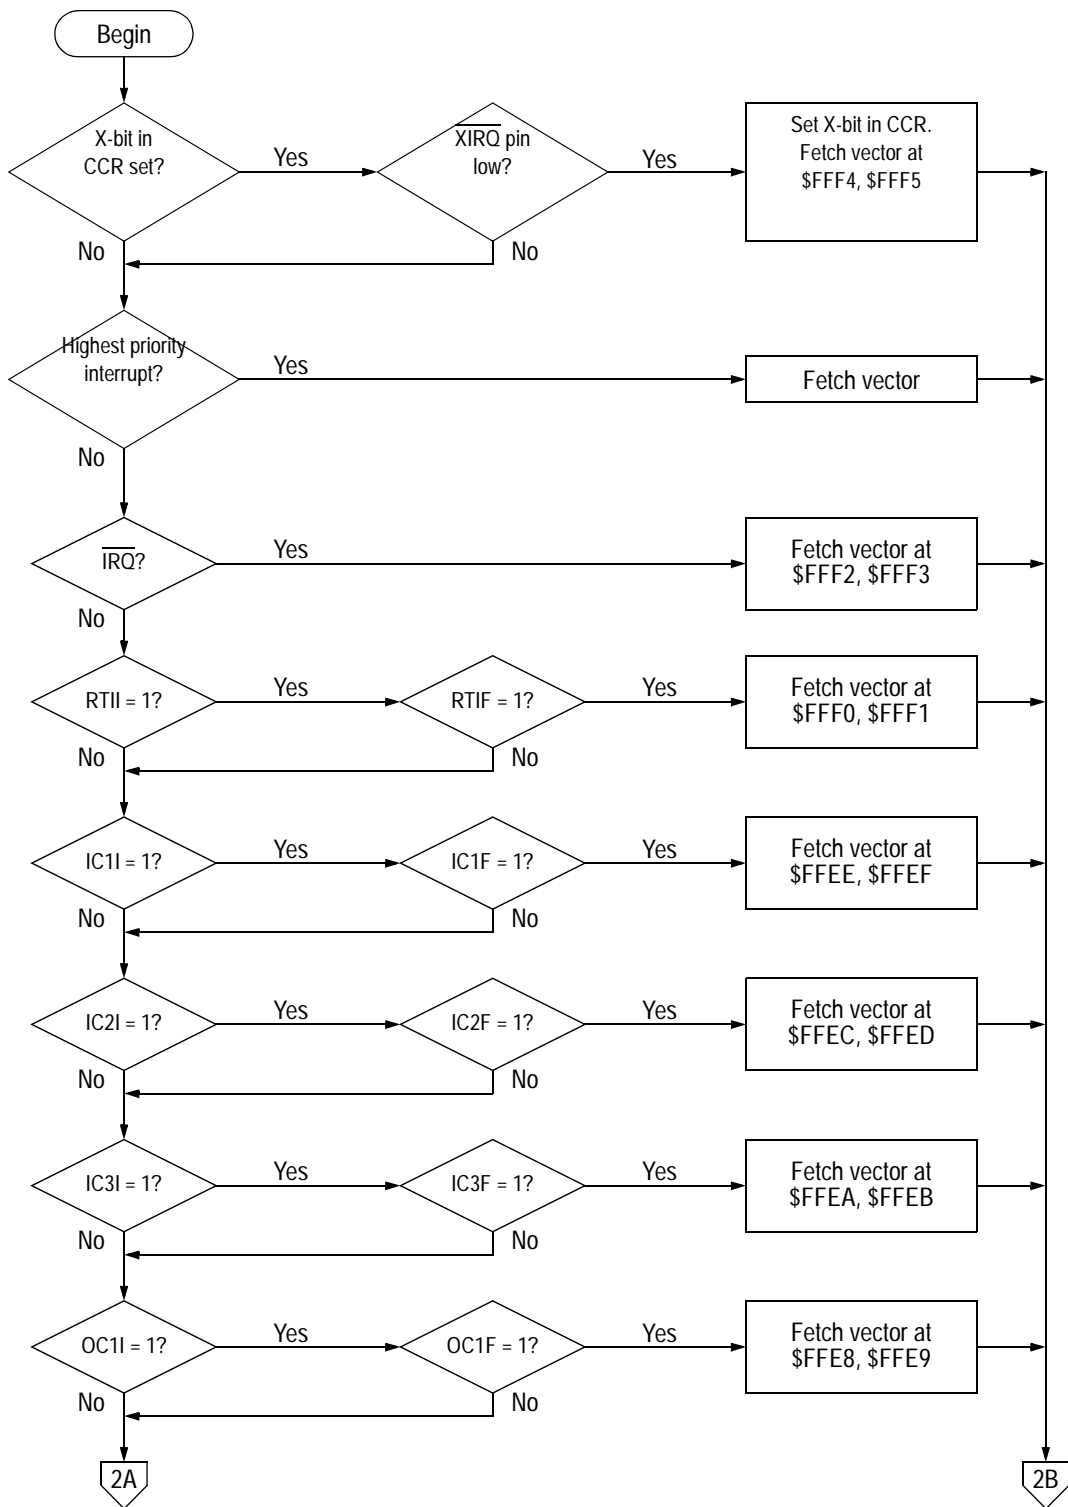 Begin
X-bit in
CCR set?
Yes
XIRQ pin
low?
Yes
Set X-bit in CCR.
Fetch vector at
$FFF4, $FFF5
No
No
Highest priority
interrupt?
Yes
Fetch vector
No
IRQ?
Yes
Fetch vector at
$FFF2, $FFF3
No
RTII = 1?
Yes
RTIF = 1?
Yes
Fetch vector at
$FFF0, $FFF1
No
No
IC1I = 1?
Yes
IC1F = 1?
Yes
Fetch vector at
$FFEE, $FFEF
No
No
IC2I = 1?
Yes
IC2F = 1?
Yes
Fetch vector at
$FFEC, $FFED
No
No
IC3I = 1?
Yes
IC3F = 1?
Yes
Fetch vector at
$FFEA, $FFEB
No
No
OC1I = 1?
Yes
OC1F = 1?
Yes
Fetch vector at
$FFE8, $FFE9
No
No
2A
2B